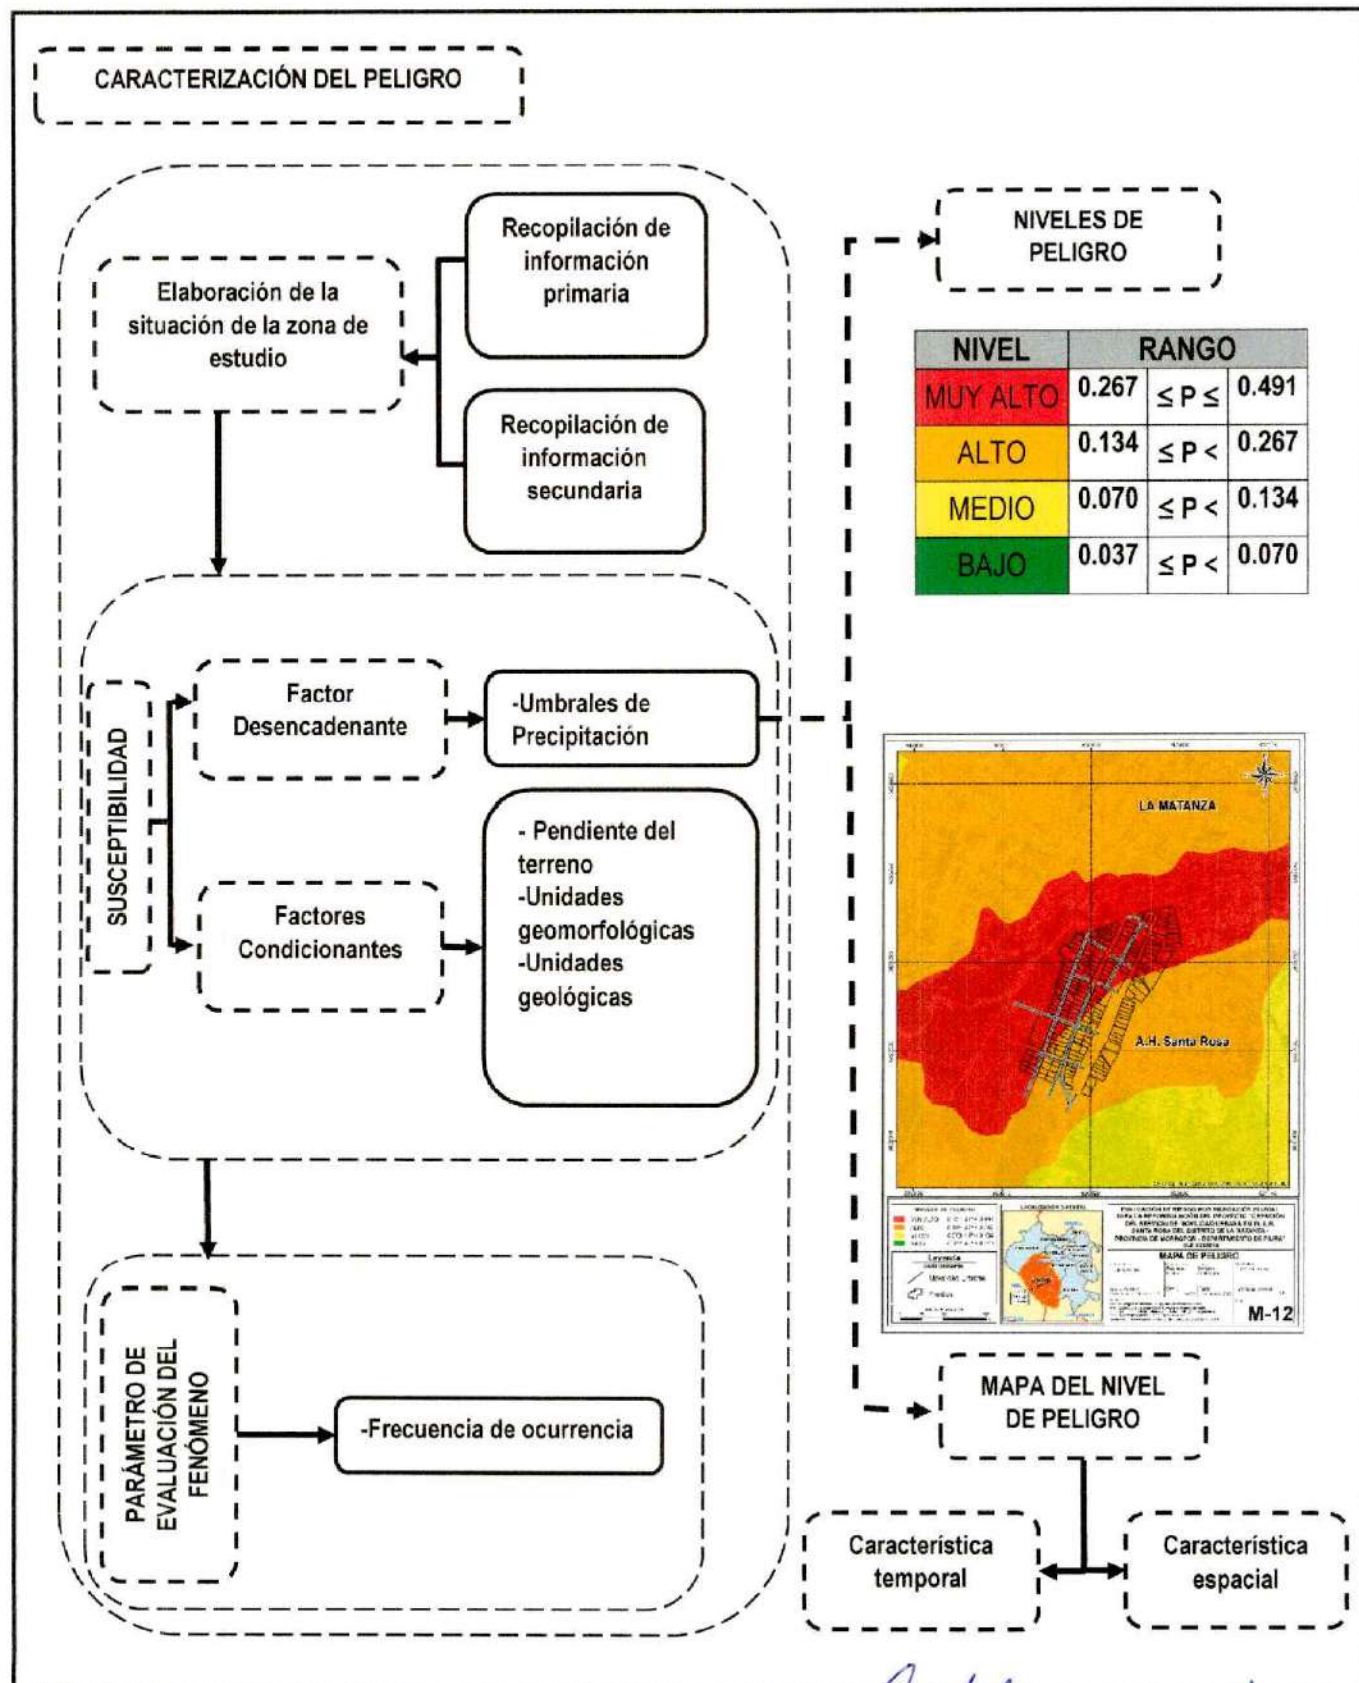 CARACTERIZACIÓN DEL PELIGRO
Recopilación de
información
primaria
Elaboración de la
situación de la zona de
estudio
Recopilación de
información
secundaria
SUSCEPTIBILIDAD
Factor
Desencadenante
-Umbrales de
Precipitación
Factores
Condicionantes
- Pendiente del
terreno
-Unidades
geomorfológicas
-Unidades
geológicas
PARÁMETRO DE
EVALUACIÓN DEL
FENÓMENO
-Frecuencia de ocurrencia
NIVELES DE
PELIGRO
NIVEL RANGO
MUY ALTO 0.267 ≤ P ≤ 0.491
ALTO 0.134 ≤ P < 0.267
MEDIO 0.070 ≤ P < 0.134
BAJO 0.037 ≤ P < 0.070
LA MATANZA
A.H. Santa Rosa
Leyenda
MAPA DE PELIGRO
M-12
MAPA DEL NIVEL
DE PELIGRO
Característica
temporal
Característica
espacial